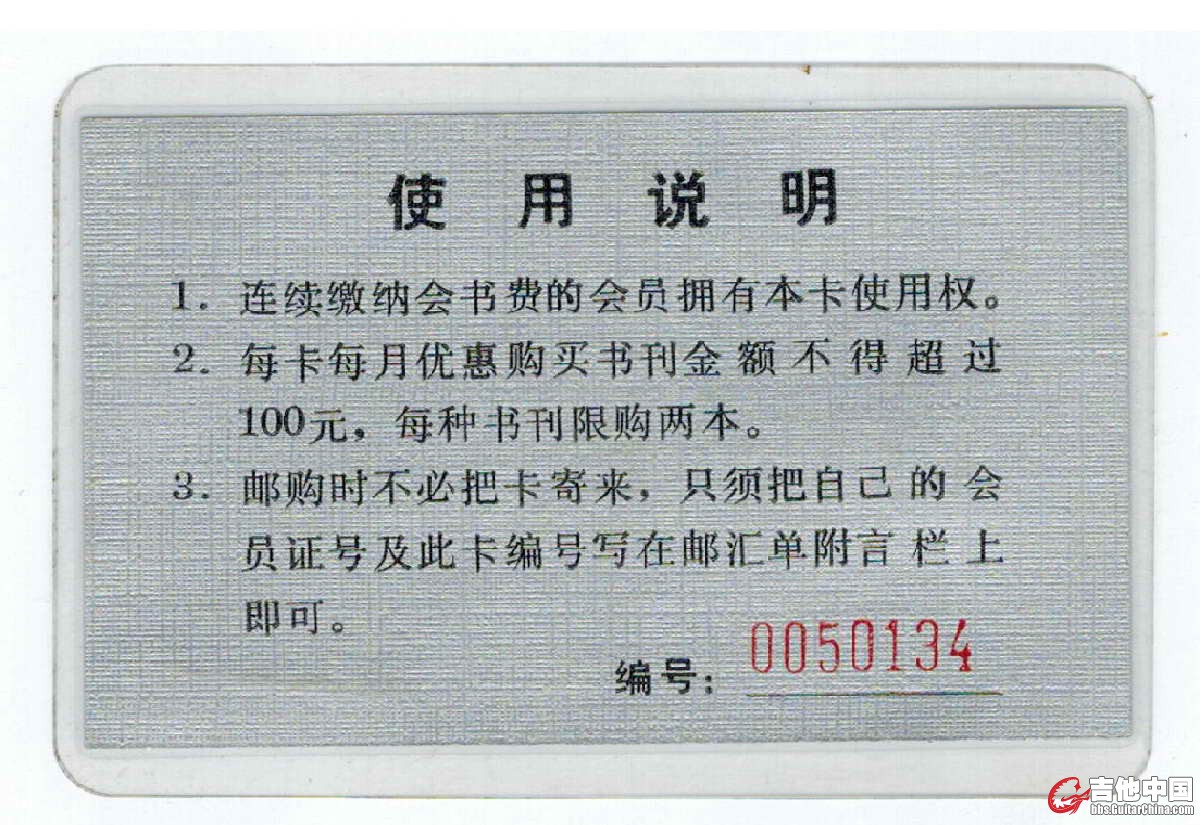 使用说明
1. 连续缴纳会书费的会员拥有本卡使用权。
2. 每卡每月优惠购买书刊金额不得超过
100元，每种书刊限购两本。
3. 邮购时不必把卡寄来，只须把自己的会
员证号及此卡编号写在邮汇单附言栏上
即可。
编号：0050134
吉他中国
bbs.GuitarChina.com